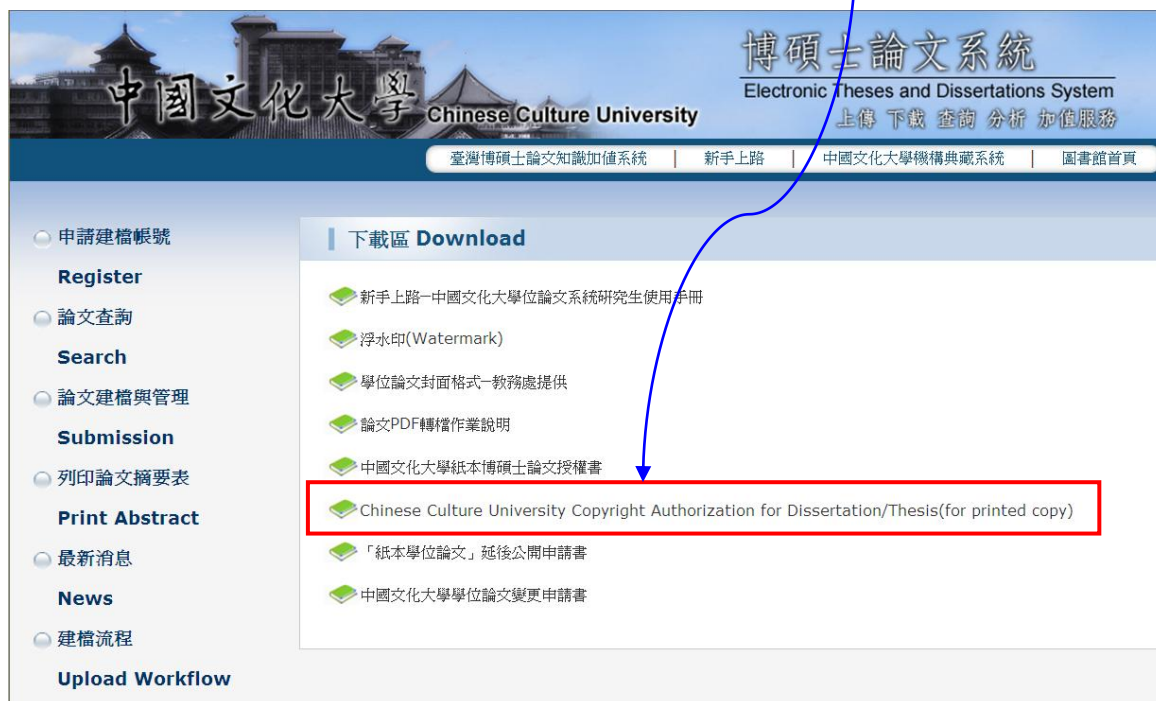 中國文化大學 Chinese Culture University
博碩士論文系統
Electronic Theses and Dissertations System
上傳 下載 查詢 分析 加值服務
臺灣博碩士論文知識加值系統 | 新手上路 | 中國文化大學機構典藏系統 | 圖書館首頁
申請建檔帳號
Register
論文查詢
Search
論文建檔與管理
Submission
列印論文摘要表
Print Abstract
最新消息
News
建檔流程
Upload Workflow
下載區 Download
新手上路-中國文化大學位論文系統研究生使用手冊
浮水印(Watermark)
學位論文封面格式-教務處提供
論文PDF轉檔作業說明
中國文化大學紙本博碩士論文授權書
Chinese Culture University Copyright Authorization for Dissertation/Thesis(for printed copy)
「紙本學位論文」延後公開申請書
中國文化大學學位論文變更申請書